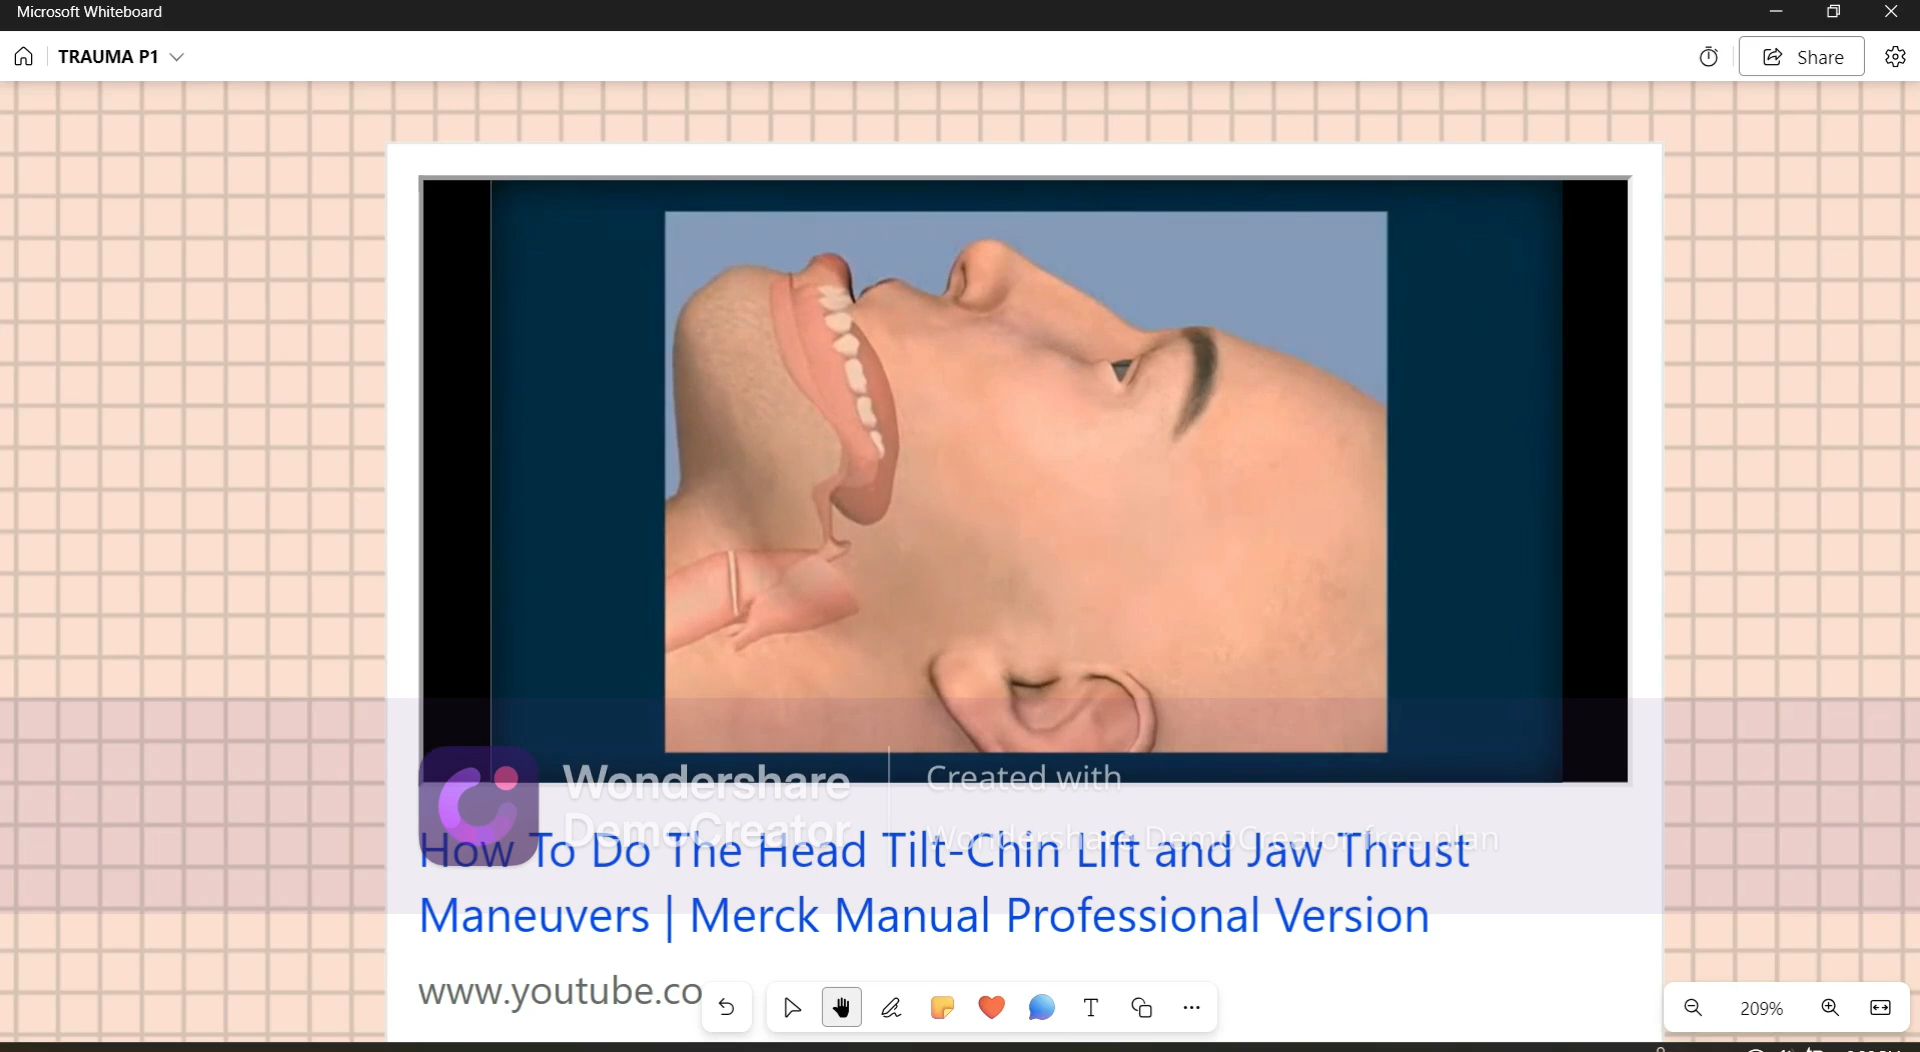 Microsoft Whiteboard
TRAUMA P1
Share
Wondershare
DemoCreator
Created with
Wondershare DemoCreator free plan
How To Do The Head Tilt-Chin Lift and Jaw Thrust
Maneuvers | Merck Manual Professional Version
www.youtube.co
T
209%